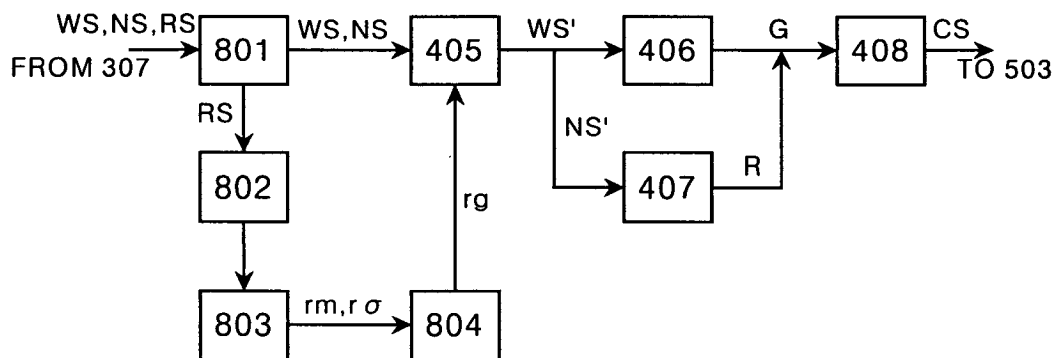 WS,NS,RS
FROM 307
801
WS,NS
405
WS'
406
G
408
CS
TO 503
RS
NS'
802
407
R
rg
803
rm,r σ
804